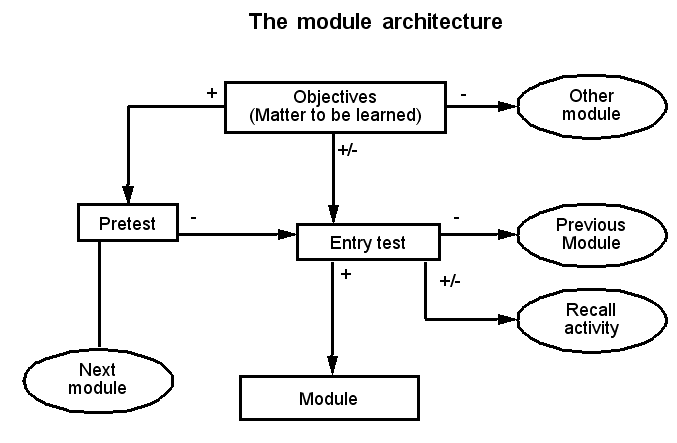 The module architecture
+
Objectives
(Matter to be learned)
-
Other
module
+/-
Pretest
-
Entry test
-
Previous
Module
+
+/-
Recall
activity
Next
module
Module